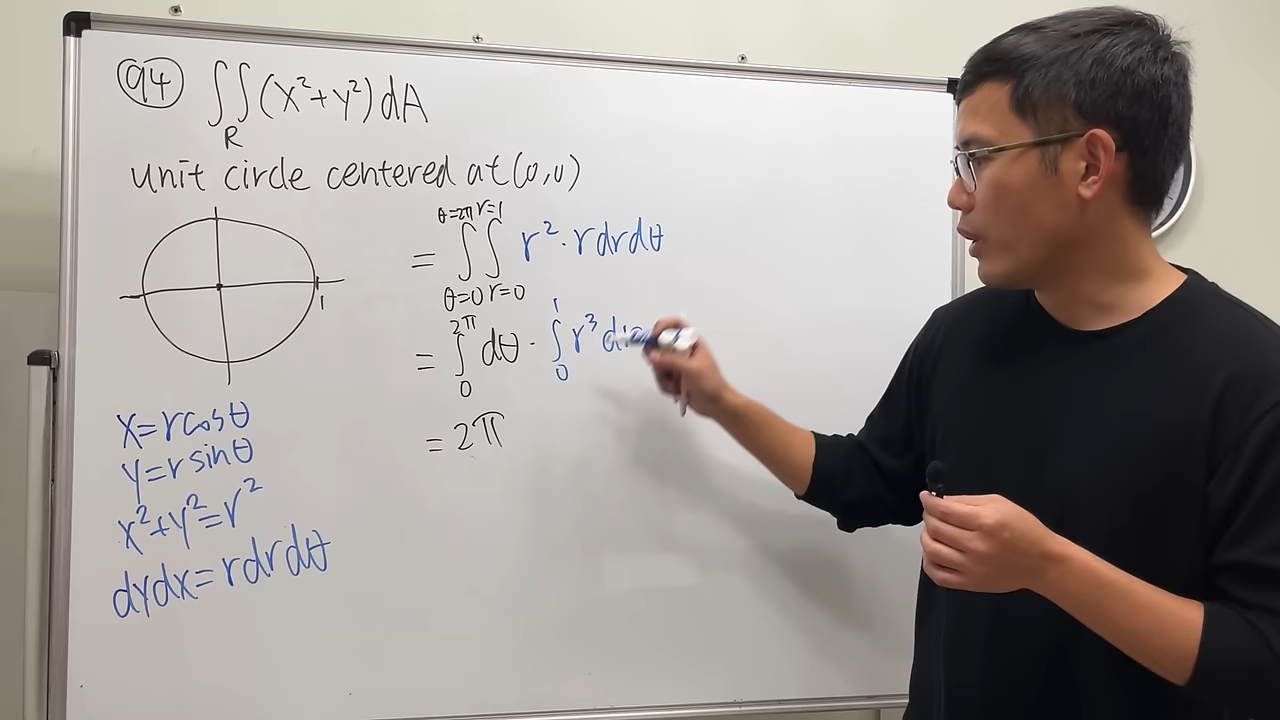 Q4 ∫∫_R (x²+y²) dA
unit circle centered at (0,0)
1
= ∫_{θ=0}^{θ=2π} ∫_{r=0}^{r=1} r² · r dr dθ
= ∫_0^{2π} dθ · ∫_0^1 r³
= 2π
x=rcosθ
y=rsinθ
x²+y²=r²
dydx=rdrdθ